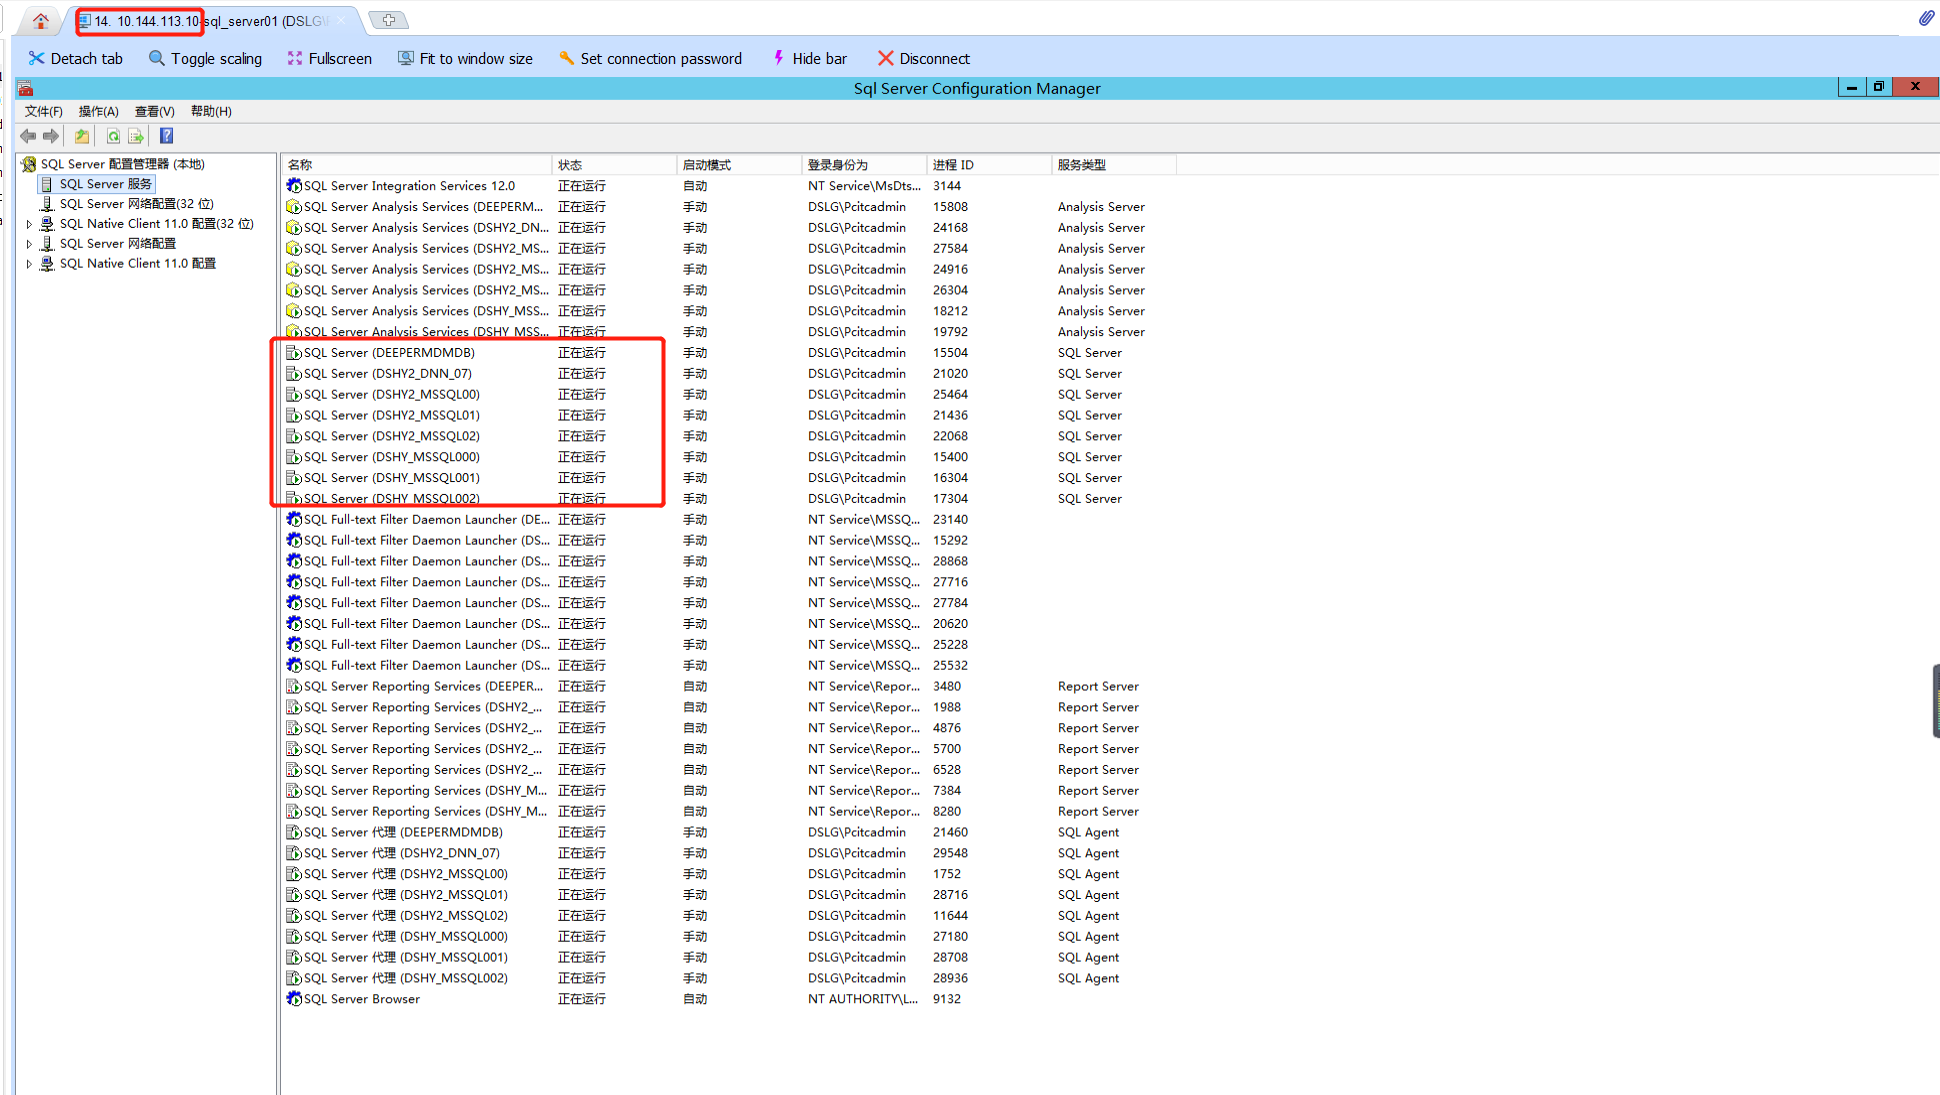 14. 10.144.113.10-sql_server01 (DSLG\
Detach tab Toggle scaling Fullscreen Fit to window size Set connection password Hide bar Disconnect
Sql Server Configuration Manager
文件(F) 操作(A) 查看(V) 帮助(H)
SQL Server 配置管理器 (本地)
SQL Server 服务
SQL Server 网络配置(32 位)
SQL Native Client 11.0 配置(32 位)
SQL Server 网络配置
SQL Native Client 11.0 配置
名称 状态 启动模式 登录身份为 进程 ID 服务类型
SQL Server Integration Services 12.0 正在运行 自动 NT Service\MsDts... 3144
SQL Server Analysis Services (DEEPERM... 正在运行 手动 DSLG\Pcitcadmin 15808 Analysis Server
SQL Server Analysis Services (DSHY2_DN... 正在运行 手动 DSLG\Pcitcadmin 24168 Analysis Server
SQL Server Analysis Services (DSHY2_MS... 正在运行 手动 DSLG\Pcitcadmin 27584 Analysis Server
SQL Server Analysis Services (DSHY2_MS... 正在运行 手动 DSLG\Pcitcadmin 24916 Analysis Server
SQL Server Analysis Services (DSHY2_MS... 正在运行 手动 DSLG\Pcitcadmin 26304 Analysis Server
SQL Server Analysis Services (DSHY_MSS... 正在运行 手动 DSLG\Pcitcadmin 18212 Analysis Server
SQL Server Analysis Services (DSHY_MSS... 正在运行 手动 DSLG\Pcitcadmin 19792 Analysis Server
SQL Server (DEEPERMDMDB) 正在运行 手动 DSLG\Pcitcadmin 15504 SQL Server
SQL Server (DSHY2_DNN_07) 正在运行 手动 DSLG\Pcitcadmin 21020 SQL Server
SQL Server (DSHY2_MSSQL00) 正在运行 手动 DSLG\Pcitcadmin 25464 SQL Server
SQL Server (DSHY2_MSSQL01) 正在运行 手动 DSLG\Pcitcadmin 21436 SQL Server
SQL Server (DSHY2_MSSQL02) 正在运行 手动 DSLG\Pcitcadmin 22068 SQL Server
SQL Server (DSHY_MSSQL000) 正在运行 手动 DSLG\Pcitcadmin 15400 SQL Server
SQL Server (DSHY_MSSQL001) 正在运行 手动 DSLG\Pcitcadmin 16304 SQL Server
SQL Server (DSHY_MSSQL002) 正在运行 手动 DSLG\Pcitcadmin 17304 SQL Server
SQL Full-text Filter Daemon Launcher (DE... 正在运行 手动 NT Service\MSSQ... 23140
SQL Full-text Filter Daemon Launcher (DS... 正在运行 手动 NT Service\MSSQ... 15292
SQL Full-text Filter Daemon Launcher (DS... 正在运行 手动 NT Service\MSSQ... 28868
SQL Full-text Filter Daemon Launcher (DS... 正在运行 手动 NT Service\MSSQ... 27716
SQL Full-text Filter Daemon Launcher (DS... 正在运行 手动 NT Service\MSSQ... 27784
SQL Full-text Filter Daemon Launcher (DS... 正在运行 手动 NT Service\MSSQ... 20620
SQL Full-text Filter Daemon Launcher (DS... 正在运行 手动 NT Service\MSSQ... 25228
SQL Full-text Filter Daemon Launcher (DS... 正在运行 手动 NT Service\MSSQ... 25532
SQL Server Reporting Services (DEEPER... 正在运行 自动 NT Service\Repor... 3480 Report Server
SQL Server Reporting Services (DSHY2_... 正在运行 自动 NT Service\Repor... 1988 Report Server
SQL Server Reporting Services (DSHY2_... 正在运行 自动 NT Service\Repor... 4876 Report Server
SQL Server Reporting Services (DSHY2_... 正在运行 自动 NT Service\Repor... 5700 Report Server
SQL Server Reporting Services (DSHY2_... 正在运行 自动 NT Service\Repor... 6528 Report Server
SQL Server Reporting Services (DSHY_M... 正在运行 自动 NT Service\Repor... 7384 Report Server
SQL Server Reporting Services (DSHY_M... 正在运行 自动 NT Service\Repor... 8280 Report Server
SQL Server 代理 (DEEPERMDMDB) 正在运行 手动 DSLG\Pcitcadmin 21460 SQL Agent
SQL Server 代理 (DSHY2_DNN_07) 正在运行 手动 DSLG\Pcitcadmin 29548 SQL Agent
SQL Server 代理 (DSHY2_MSSQL00) 正在运行 手动 DSLG\Pcitcadmin 1752 SQL Agent
SQL Server 代理 (DSHY2_MSSQL01) 正在运行 手动 DSLG\Pcitcadmin 28716 SQL Agent
SQL Server 代理 (DSHY2_MSSQL02) 正在运行 手动 DSLG\Pcitcadmin 11644 SQL Agent
SQL Server 代理 (DSHY_MSSQL000) 正在运行 手动 DSLG\Pcitcadmin 27180 SQL Agent
SQL Server 代理 (DSHY_MSSQL001) 正在运行 手动 DSLG\Pcitcadmin 28708 SQL Agent
SQL Server 代理 (DSHY_MSSQL002) 正在运行 手动 DSLG\Pcitcadmin 28936 SQL Agent
SQL Server Browser 正在运行 自动 NT AUTHORITY\L... 9132